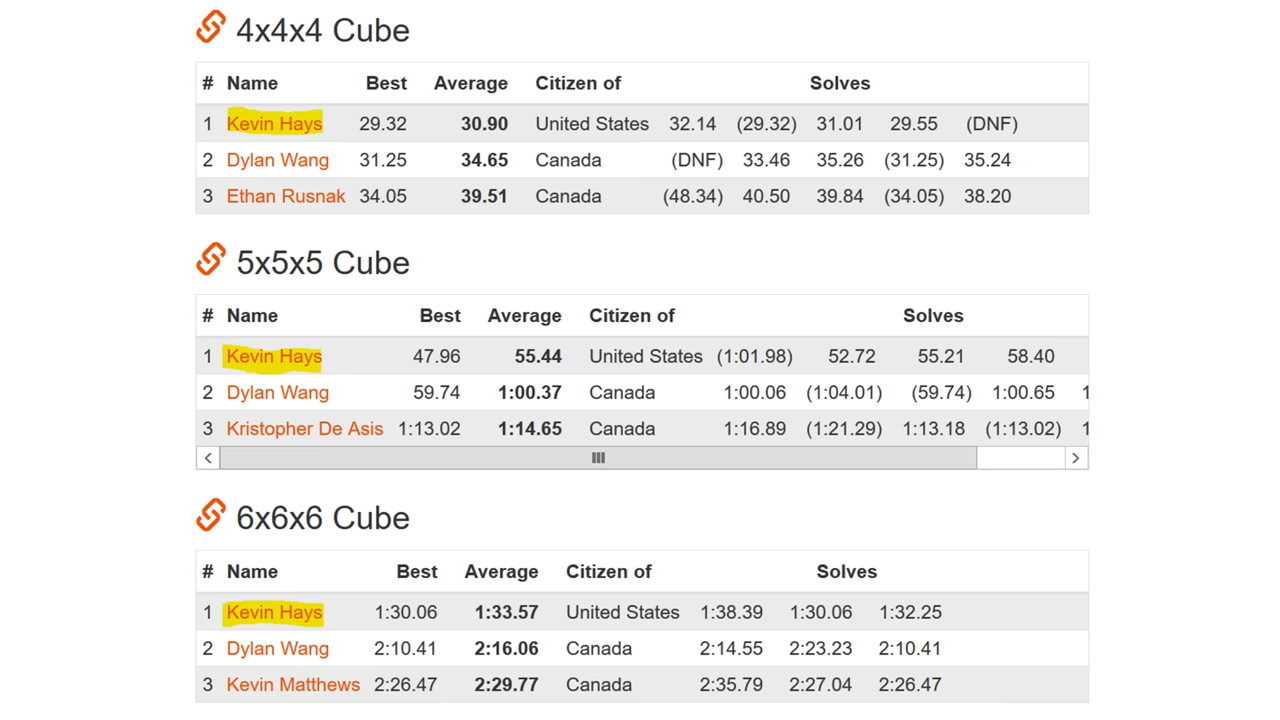 4x4x4 Cube
# Name Best Average Citizen of Solves
1 Kevin Hays 29.32 30.90 United States 32.14 (29.32) 31.01 29.55 (DNF)
2 Dylan Wang 31.25 34.65 Canada (DNF) 33.46 35.26 (31.25) 35.24
3 Ethan Rusnak 34.05 39.51 Canada (48.34) 40.50 39.84 (34.05) 38.20
5x5x5 Cube
# Name Best Average Citizen of Solves
1 Kevin Hays 47.96 55.44 United States (1:01.98) 52.72 55.21 58.40
2 Dylan Wang 59.74 1:00.37 Canada 1:00.06 (1:04.01) (59.74) 1:00.65 1
3 Kristopher De Asis 1:13.02 1:14.65 Canada 1:16.89 (1:21.29) 1:13.18 (1:13.02) 1
6x6x6 Cube
# Name Best Average Citizen of Solves
1 Kevin Hays 1:30.06 1:33.57 United States 1:38.39 1:30.06 1:32.25
2 Dylan Wang 2:10.41 2:16.06 Canada 2:14.55 2:23.23 2:10.41
3 Kevin Matthews 2:26.47 2:29.77 Canada 2:35.79 2:27.04 2:26.47